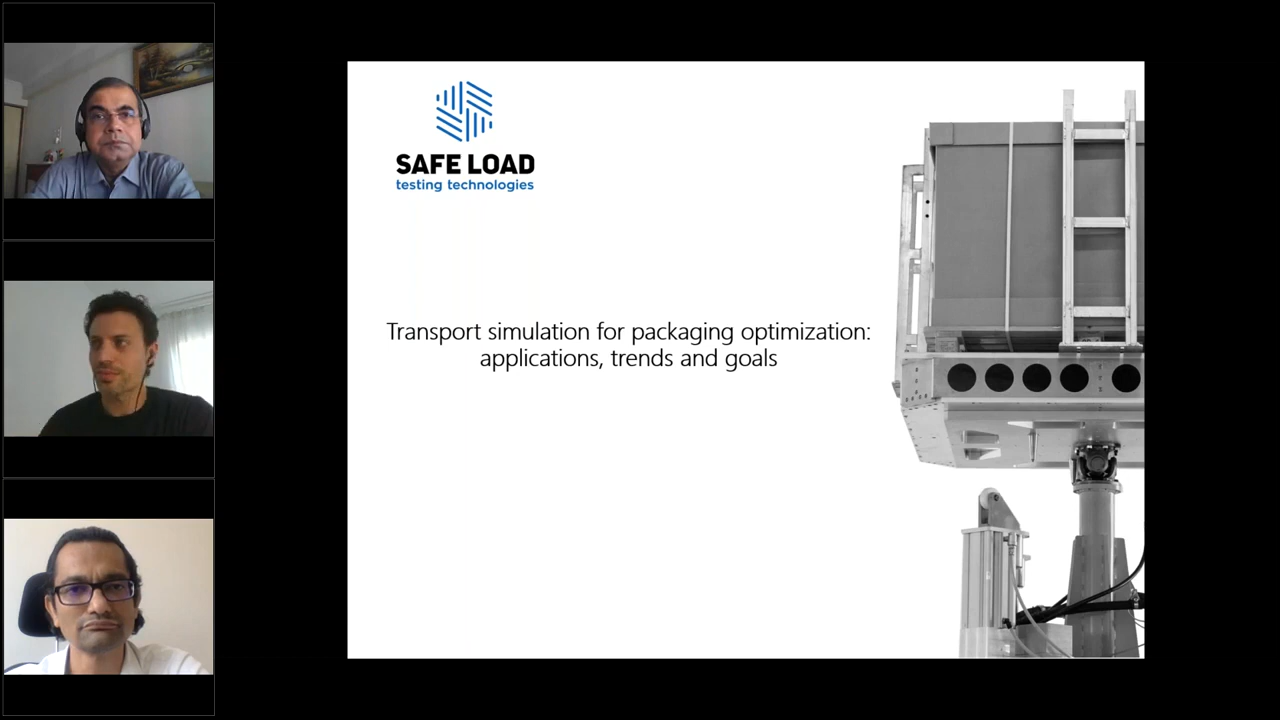 SAFE LOAD
testing technologies
Transport simulation for packaging optimization:
applications, trends and goals